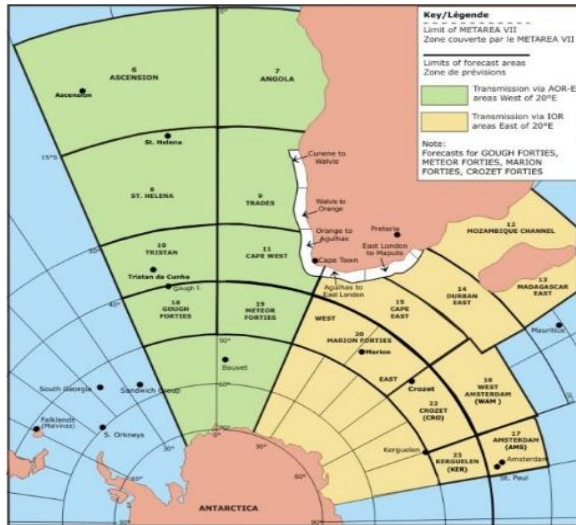 Key/Légende
Limit of METAREA VII
Zone couverte par le METAREA VII
Limits of forecast areas
Zone de prévisions
Transmission via AOR-E
areas West of 20°E
Transmission via IOR
areas East of 20°E
Note:
Forecasts for GOUGH FORTIES,
METEOR FORTIES, MARION
FORTIES, CROZET FORTIES
6
ASCENSION
Ascension
7
ANGOLA
St. Helena
15°S
8
ST. HELENA
9
TRADES
Cunene to
Walvis
Walvis to
Orange
Orange to
Agulhas
Pretoria
East London
to Maputo
Cape Town
Agulhas to
East London
10
TRISTAN
Tristan da Cunha
Gough I.
11
CAPE WEST
12
MOZAMBIQUE CHANNEL
13
MADAGASCAR
EAST
Mauritius
14
DURBAN
EAST
15
CAPE
EAST
WEST
40°
18
GOUGH
FORTIES
19
METEOR
FORTIES
20
MARION FORTIES
Marion
EAST
Crozet
16
WEST
AMSTERDAM
(WAM)
22
CROZET
(CRO)
17
AMSTERDAM
(AMS)
Amsterdam
St. Paul
23
KERGUELEN
(KER)
Kerguelen
Bouvet
South Georgia
Sandwich Group
Falklands
(Malvinas)
S. Orkneys
60°
30°
0°
30°
60°
ANTARCTICA